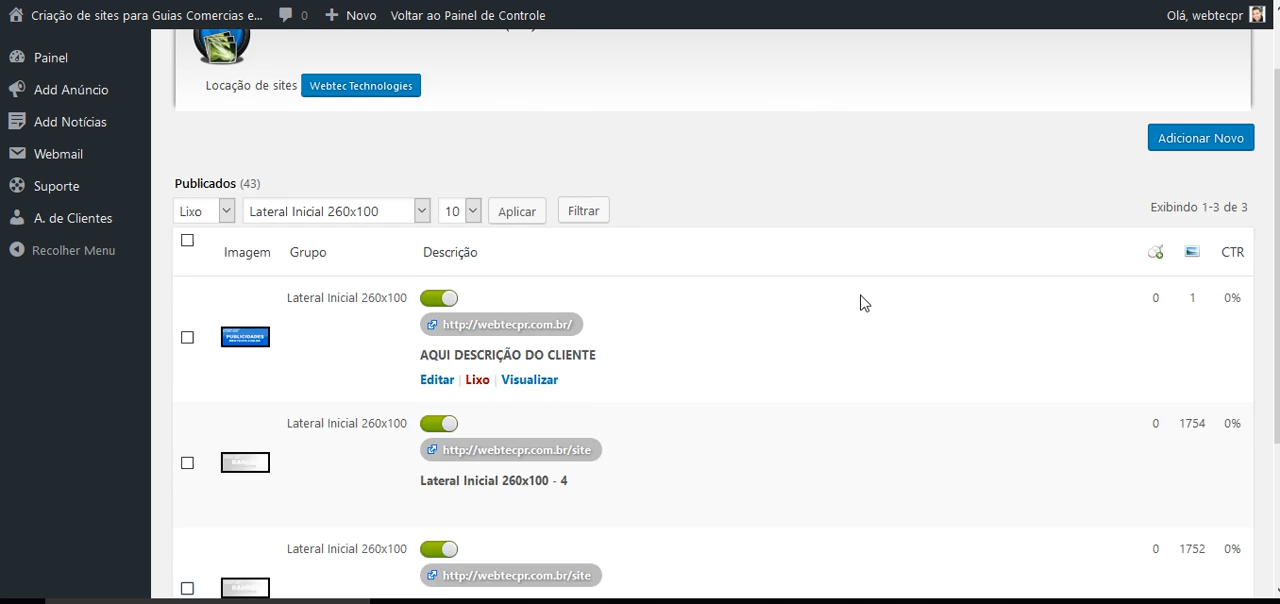 Criação de sites para Guias Comercias e... 0 Novo Voltar ao Painel de Controle Olá, webtecpr
Painel
Add Anúncio
Add Notícias
Webmail
Suporte
A. de Clientes
Recolher Menu
Locação de sites Webtec Technologies
Adicionar Novo
Publicados (43)
Lixo Lateral Inicial 260x100 10 Aplicar Filtrar Exibindo 1-3 de 3
Imagem Grupo Descrição CTR
Lateral Inicial 260x100 0 1 0%
http://webtecpr.com.br/
PUBLICIDADES
AQUI DESCRIÇÃO DO CLIENTE
Editar | Lixo | Visualizar
Lateral Inicial 260x100 0 1754 0%
http://webtecpr.com.br/site
Lateral Inicial 260x100 - 4
Lateral Inicial 260x100 0 1752 0%
http://webtecpr.com.br/site